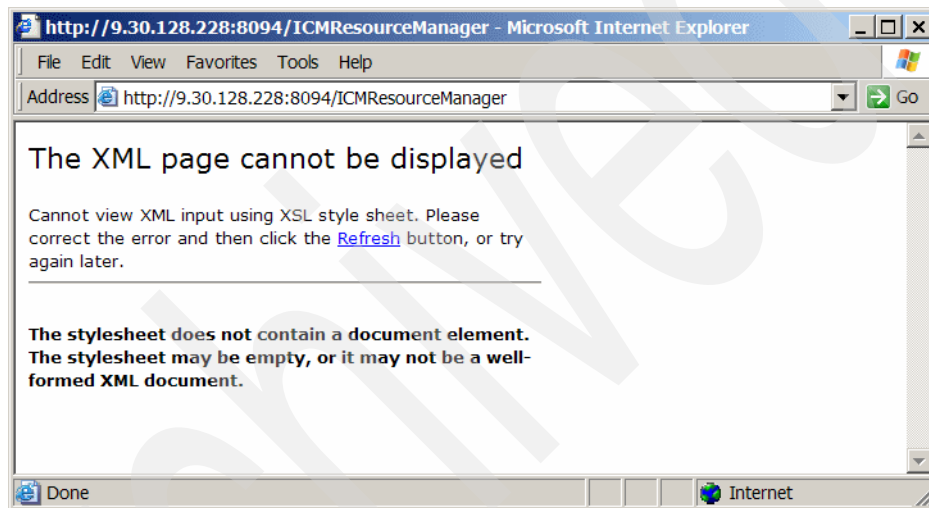 http://9.30.128.228:8094/ICMResourceManager - Microsoft Internet Explorer
File Edit View Favorites Tools Help
Address http://9.30.128.228:8094/ICMResourceManager Go
The XML page cannot be displayed
Cannot view XML input using XSL style sheet. Please
correct the error and then click the Refresh button, or try
again later.
The stylesheet does not contain a document element.
The stylesheet may be empty, or it may not be a well-
formed XML document.
Done Internet